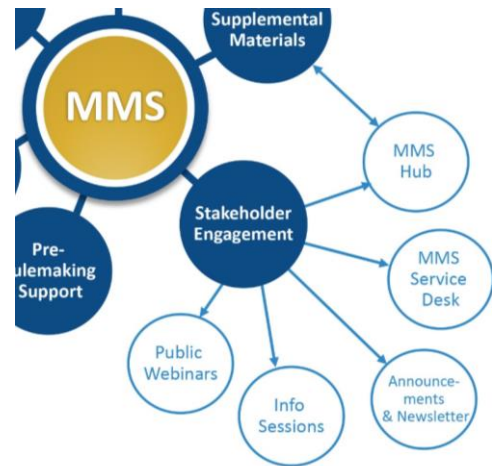 Supplemental
Materials
MMS
MMS
Hub
Stakeholder
Engagement
Pre-
ulemaking
Support
MMS
Service
Desk
Public
Webinars
Info
Sessions
Announce-
ments
& Newsletter